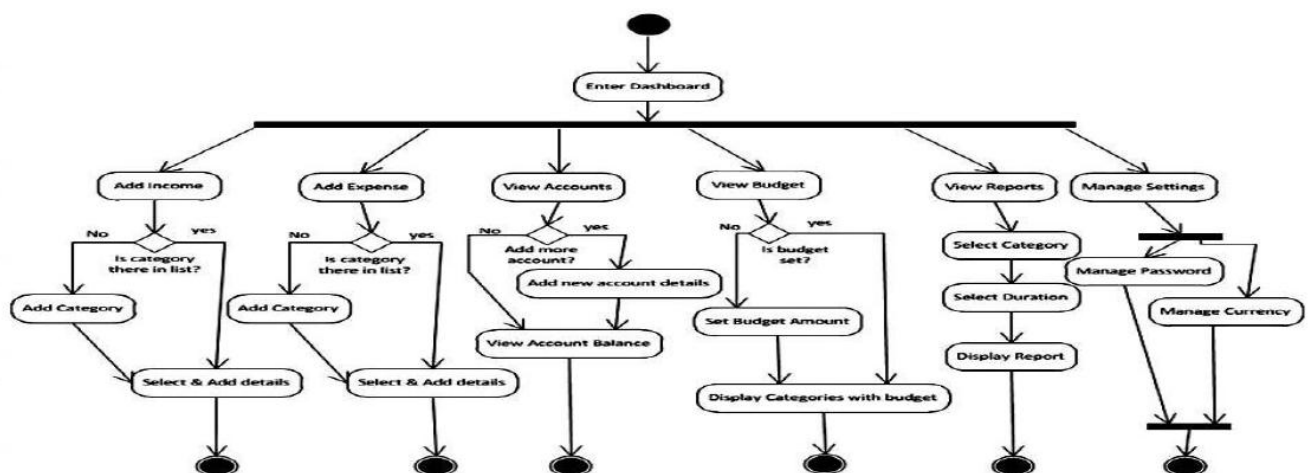 Enter Dashboard
Add Income
Add Expense
View Accounts
View Budget
View Reports
Manage Settings
No
yes
Is category
there in list?
Add Category
Select & Add details
No
yes
Is category
there in list?
Add Category
Select & Add details
No
yes
Add more
account?
Add new account details
View Account Balance
No
yes
Is budget
set?
Set Budget Amount
Display Categories with budget
Select Category
Select Duration
Display Report
Manage Password
Manage Currency